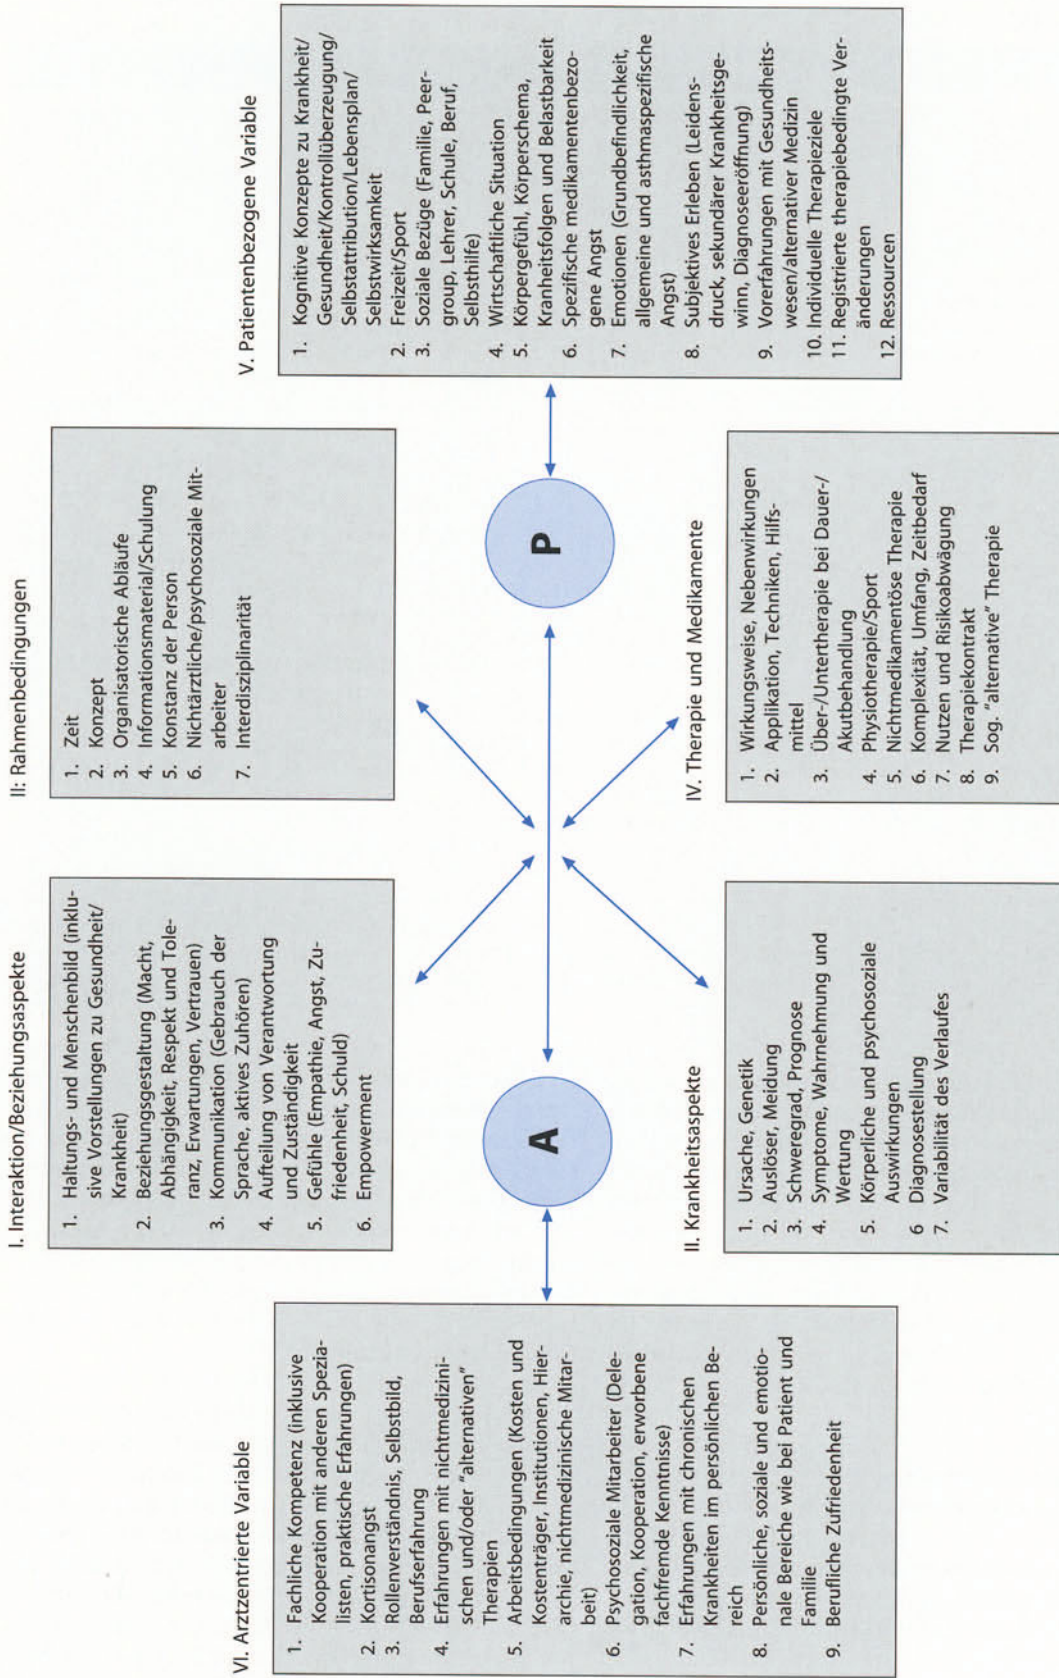 I. Interaktion/Beziehungsaspekte
1. Haltungs- und Menschenbild (inklu-
sive Vorstellungen zu Gesundheit/
Krankheit)
2. Beziehungsgestaltung (Macht,
Abhängigkeit, Respekt und Tole-
ranz, Erwartungen, Vertrauen)
3. Kommunikation (Gebrauch der
Sprache, aktives Zuhören)
4. Aufteilung von Verantwortung
und Zuständigkeit
5. Gefühle (Empathie, Angst, Zu-
friedenheit, Schuld)
6. Empowerment
II: Rahmenbedingungen
1. Zeit
2. Konzept
3. Organisatorische Abläufe
4. Informationsmaterial/Schulung
5. Konstanz der Person
6. Nichtärztliche/psychosoziale Mit-
arbeiter
7. Interdisziplinarität
VI. Arztzentrierte Variable
1. Fachliche Kompetenz (inklusive
Kooperation mit anderen Spezia-
listen, praktische Erfahrungen)
2. Kortisonangst
3. Rollenverständnis, Selbstbild,
Berufserfahrung
4. Erfahrungen mit nichtmedizini-
schen und/oder "alternativen"
Therapien
5. Arbeitsbedingungen (Kosten und
Kostenträger, Institutionen, Hier-
archie, nichtmedizinische Mitar-
beit)
6. Psychosoziale Mitarbeiter (Dele-
gation, Kooperation, erworbene
fachfremde Kenntnisse)
7. Erfahrungen mit chronischen
Krankheiten im persönlichen Be-
reich
8. Persönliche, soziale und emotio-
nale Bereiche wie bei Patient und
Familie
9. Berufliche Zufriedenheit
A
P
V. Patientenbezogene Variable
1. Kognitive Konzepte zu Krankheit/
Gesundheit/Kontrollüberzeugung/
Selbstattribution/Lebensplan/
Selbstwirksamkeit
2. Freizeit/Sport
3. Soziale Bezüge (Familie, Peer-
group, Lehrer, Schule, Beruf,
Selbsthilfe)
4. Wirtschaftliche Situation
5. Körpergefühl, Körperschema,
Kranheitsfolgen und Belastbarkeit
6. Spezifische medikamentenbezo-
gene Angst
7. Emotionen (Grundbefindlichkeit,
allgemeine und asthmaspezifische
Angst)
8. Subjektives Erleben (Leidens-
druck, sekundärer Krankheitsge-
winn, Diagnoseeröffnung)
9. Vorerfahrungen mit Gesundheits-
wesen/alternativer Medizin
10. Individuelle Therapieziele
11. Registrierte therapiebedingte Ver-
änderungen
12. Ressourcen
II. Krankheitsaspekte
1. Ursache, Genetik
2. Auslöser, Meidung
3. Schweregrad, Prognose
4. Symptome, Wahrnehmung und
Wertung
5. Körperliche und psychosoziale
Auswirkungen
6 Diagnosestellung
7. Variabilität des Verlaufes
IV. Therapie und Medikamente
1. Wirkungsweise, Nebenwirkungen
2. Applikation, Techniken, Hilfs-
mittel
3. Über-/Untertherapie bei Dauer-/
Akutbehandlung
4. Physiotherapie/Sport
5. Nichtmedikamentöse Therapie
6. Komplexität, Umfang, Zeitbedarf
7. Nutzen und Risikoabwägung
8. Therapiekontrakt
9. Sog. "alternative" Therapie